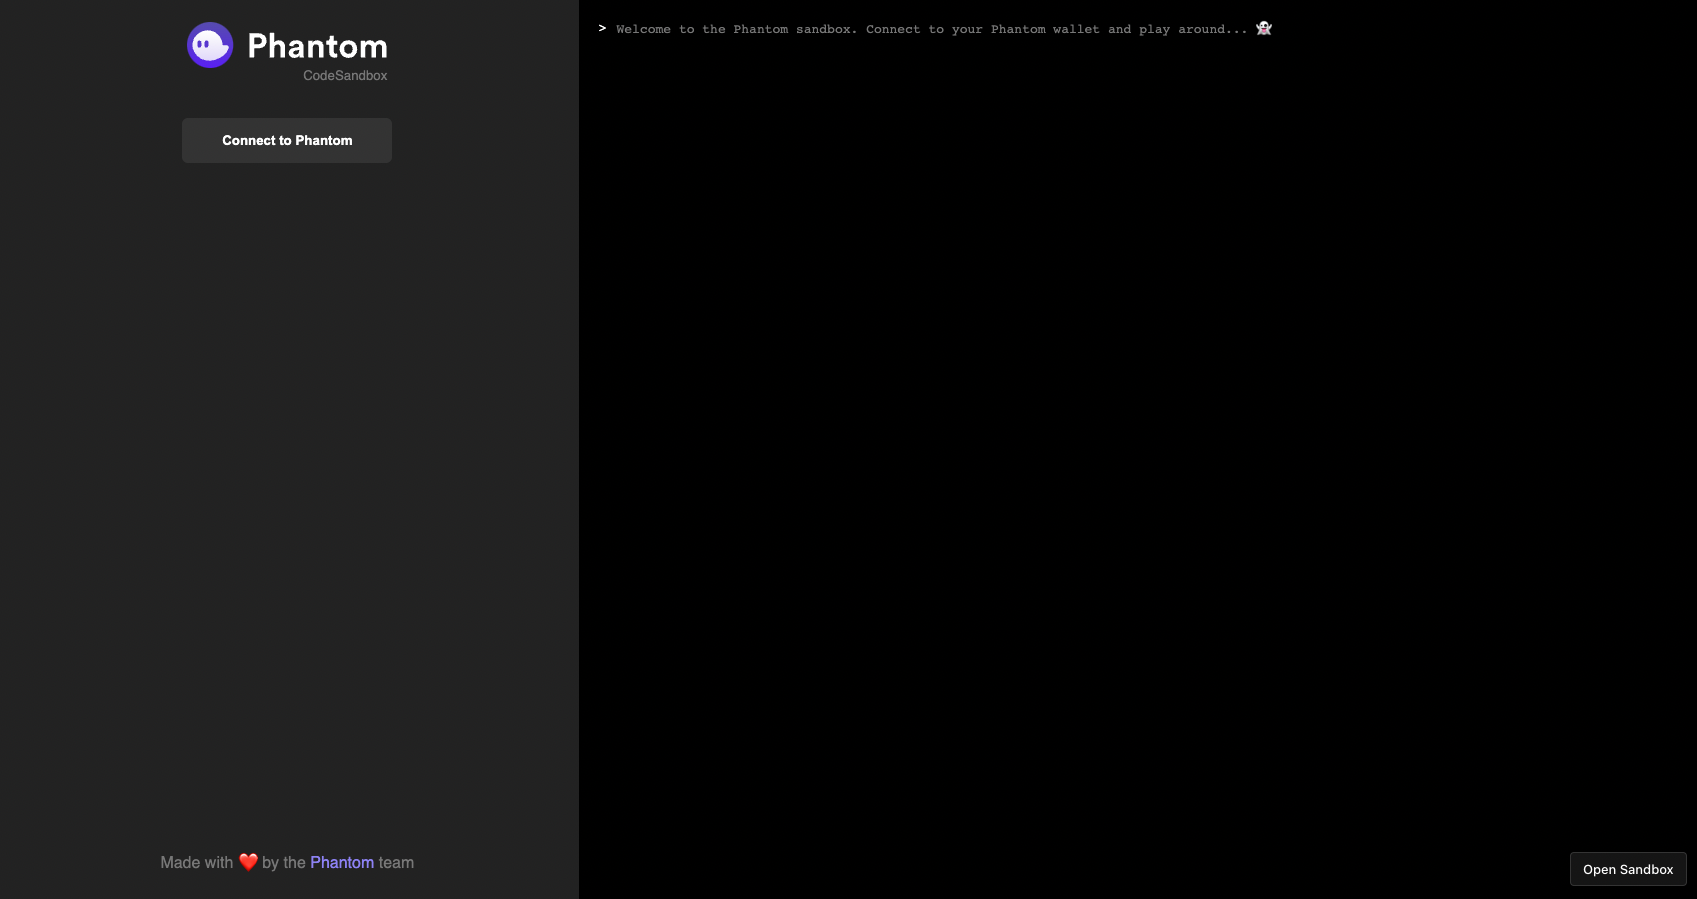 Phantom
CodeSandbox
Connect to Phantom
Made with ❤️ by the Phantom team
> Welcome to the Phantom sandbox. Connect to your Phantom wallet and play around... 👻
Open Sandbox